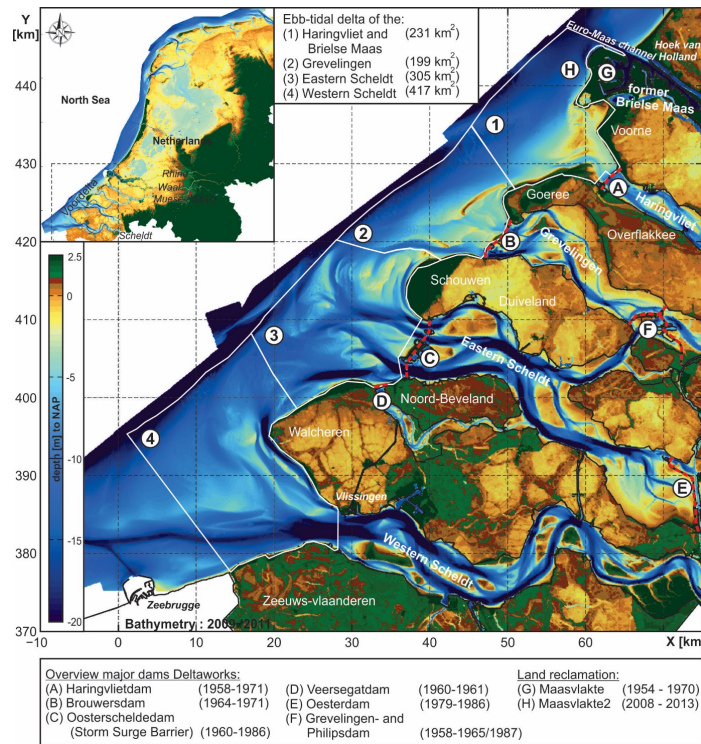 Y
[km]
440
430
420
410
400
390
380
370
−10
0
10
20
30
40
50
60
X [km]
North Sea
Netherlands
Voordelta
Rhine
Waal
Scheldt
Ebb-tidal delta of the:
(1) Haringvliet and Brielse Maas (231 km²)
(2) Grevelingen (199 km²)
(3) Eastern Scheldt (305 km²)
(4) Western Scheldt (417 km²)
Euro-Maas channel
Hoek van
Holland
H
G
former
Brielse Maas
1
Voorne
A
Haringvliet
Goeree
B
Grevelingen
Overflakkee
2
Schouwen
Duiveland
F
3
C
Eastern Scheldt
D
Noord-Beveland
4
Walcheren
E
Vlissingen
Western Scheldt
Zeebrugge
Zeeuws-vlaanderen
Bathymetry : 2009/2011
2.5
0
−5
−10
−15
−20
depth [m] to NAP
Overview major dams Deltaworks:
(A) Haringvlietdam (1958-1971)
(B) Brouwersdam (1964-1971)
(C) Oosterscheldedam
(Storm Surge Barrier) (1960-1986)
(D) Veersegatdam (1960-1961)
(E) Oesterdam (1979-1986)
(F) Grevelingen- and
Philipsdam (1958-1965/1987)
Land reclamation:
(G) Maasvlakte (1954 - 1970)
(H) Maasvlakte2 (2008 - 2013)